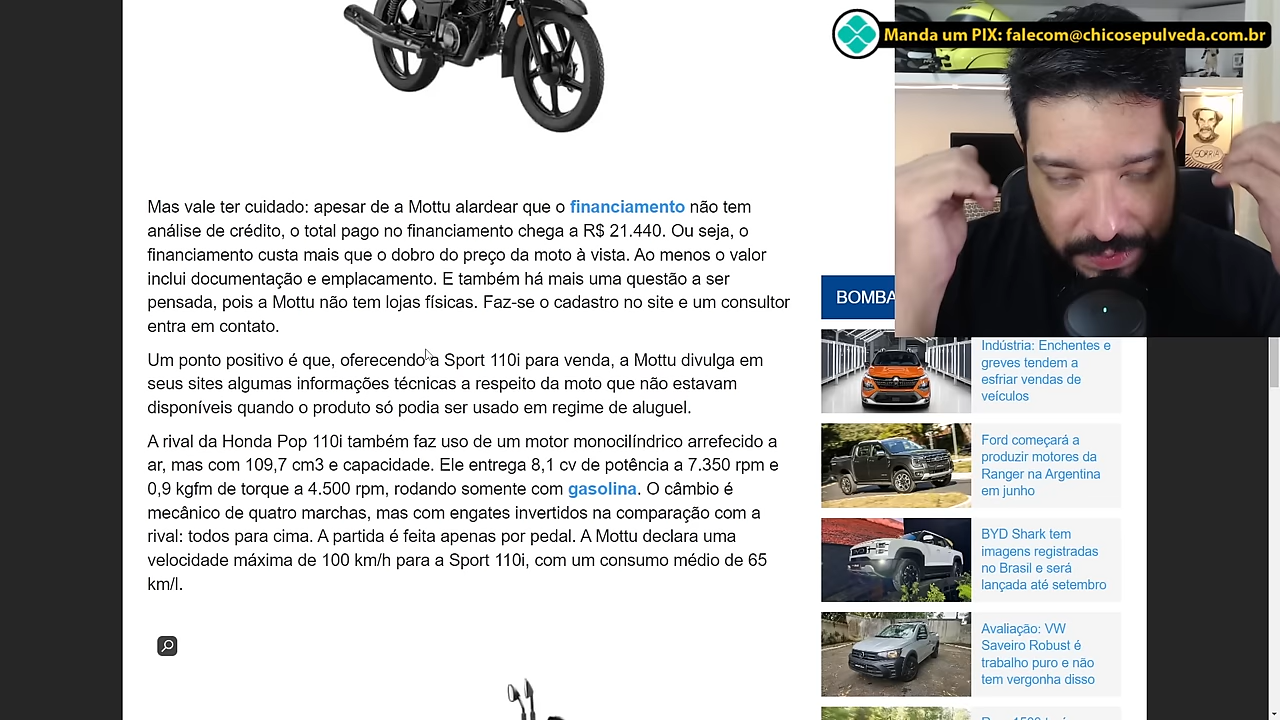 Manda um PIX: falecom@chicosepulveda.com.br
SORRIA
Mas vale ter cuidado: apesar de a Mottu alardear que o financiamento não tem
análise de crédito, o total pago no financiamento chega a R$ 21.440. Ou seja, o
financiamento custa mais que o dobro do preço da moto à vista. Ao menos o valor
inclui documentação e emplacamento. E também há mais uma questão a ser
pensada, pois a Mottu não tem lojas físicas. Faz-se o cadastro no site e um consultor
entra em contato.
Um ponto positivo é que, oferecendo a Sport 110i para venda, a Mottu divulga em
seus sites algumas informações técnicas a respeito da moto que não estavam
disponíveis quando o produto só podia ser usado em regime de aluguel.
A rival da Honda Pop 110i também faz uso de um motor monocilíndrico arrefecido a
ar, mas com 109,7 cm3 e capacidade. Ele entrega 8,1 cv de potência a 7.350 rpm e
0,9 kgfm de torque a 4.500 rpm, rodando somente com gasolina. O câmbio é
mecânico de quatro marchas, mas com engates invertidos na comparação com a
rival: todos para cima. A partida é feita apenas por pedal. A Mottu declara uma
velocidade máxima de 100 km/h para a Sport 110i, com um consumo médio de 65
km/l.
BOMBA
Indústria: Enchentes e
greves tendem a
esfriar vendas de
veículos
Ford começará a
produzir motores da
Ranger na Argentina
em junho
BYD Shark tem
imagens registradas
no Brasil e será
lançada até setembro
Avaliação: VW
Saveiro Robust é
trabalho puro e não
tem vergonha disso